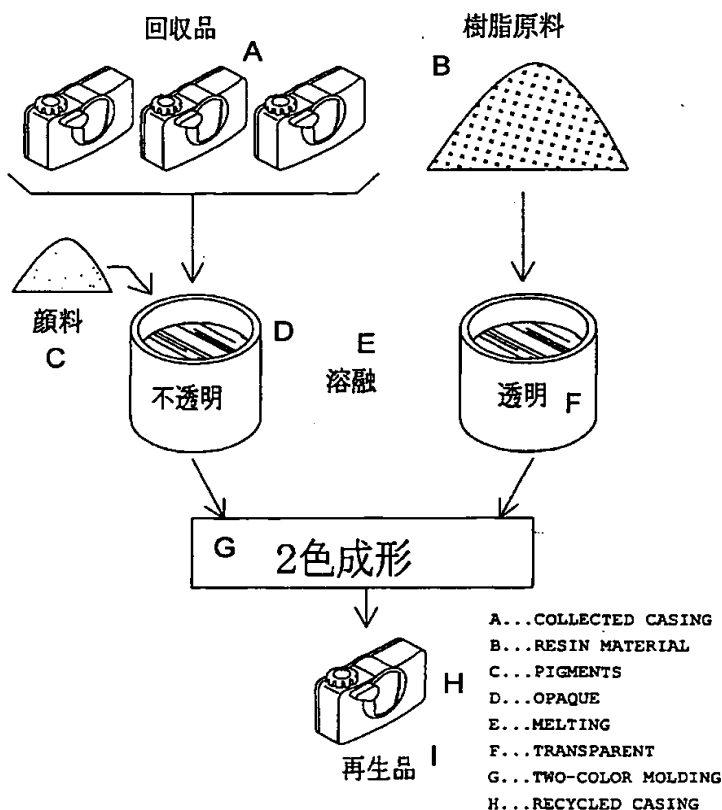 回収品
A
樹脂原料
B
顔料
C
D
不透明
E
溶融
透明
F
G
2色成形
H
再生品
I
A...COLLECTED CASING
B...RESIN MATERIAL
C...PIGMENTS
D...OPAQUE
E...MELTING
F...TRANSPARENT
G...TWO-COLOR MOLDING
H...RECYCLED CASING